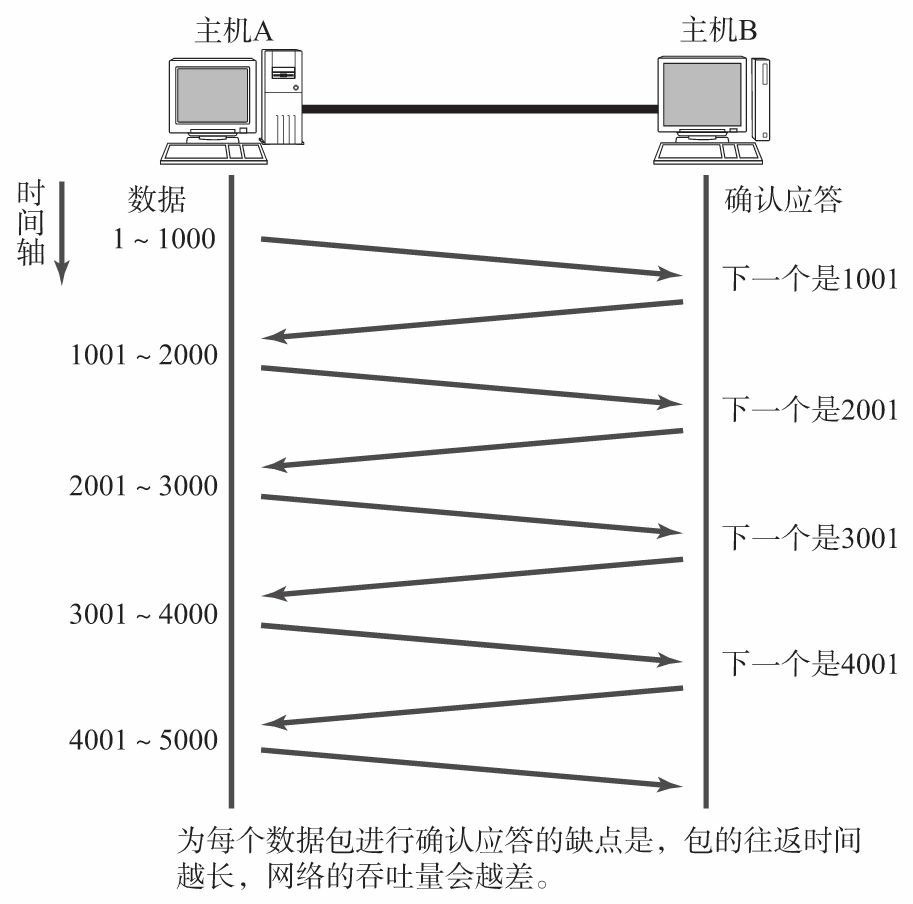 主机A
主机B
时间轴
数据
确认应答
1 ~ 1000
下一个是1001
1001 ~ 2000
下一个是2001
2001 ~ 3000
下一个是3001
3001 ~ 4000
下一个是4001
4001 ~ 5000
为每个数据包进行确认应答的缺点是，包的往返时间
越长，网络的吞吐量会越差。